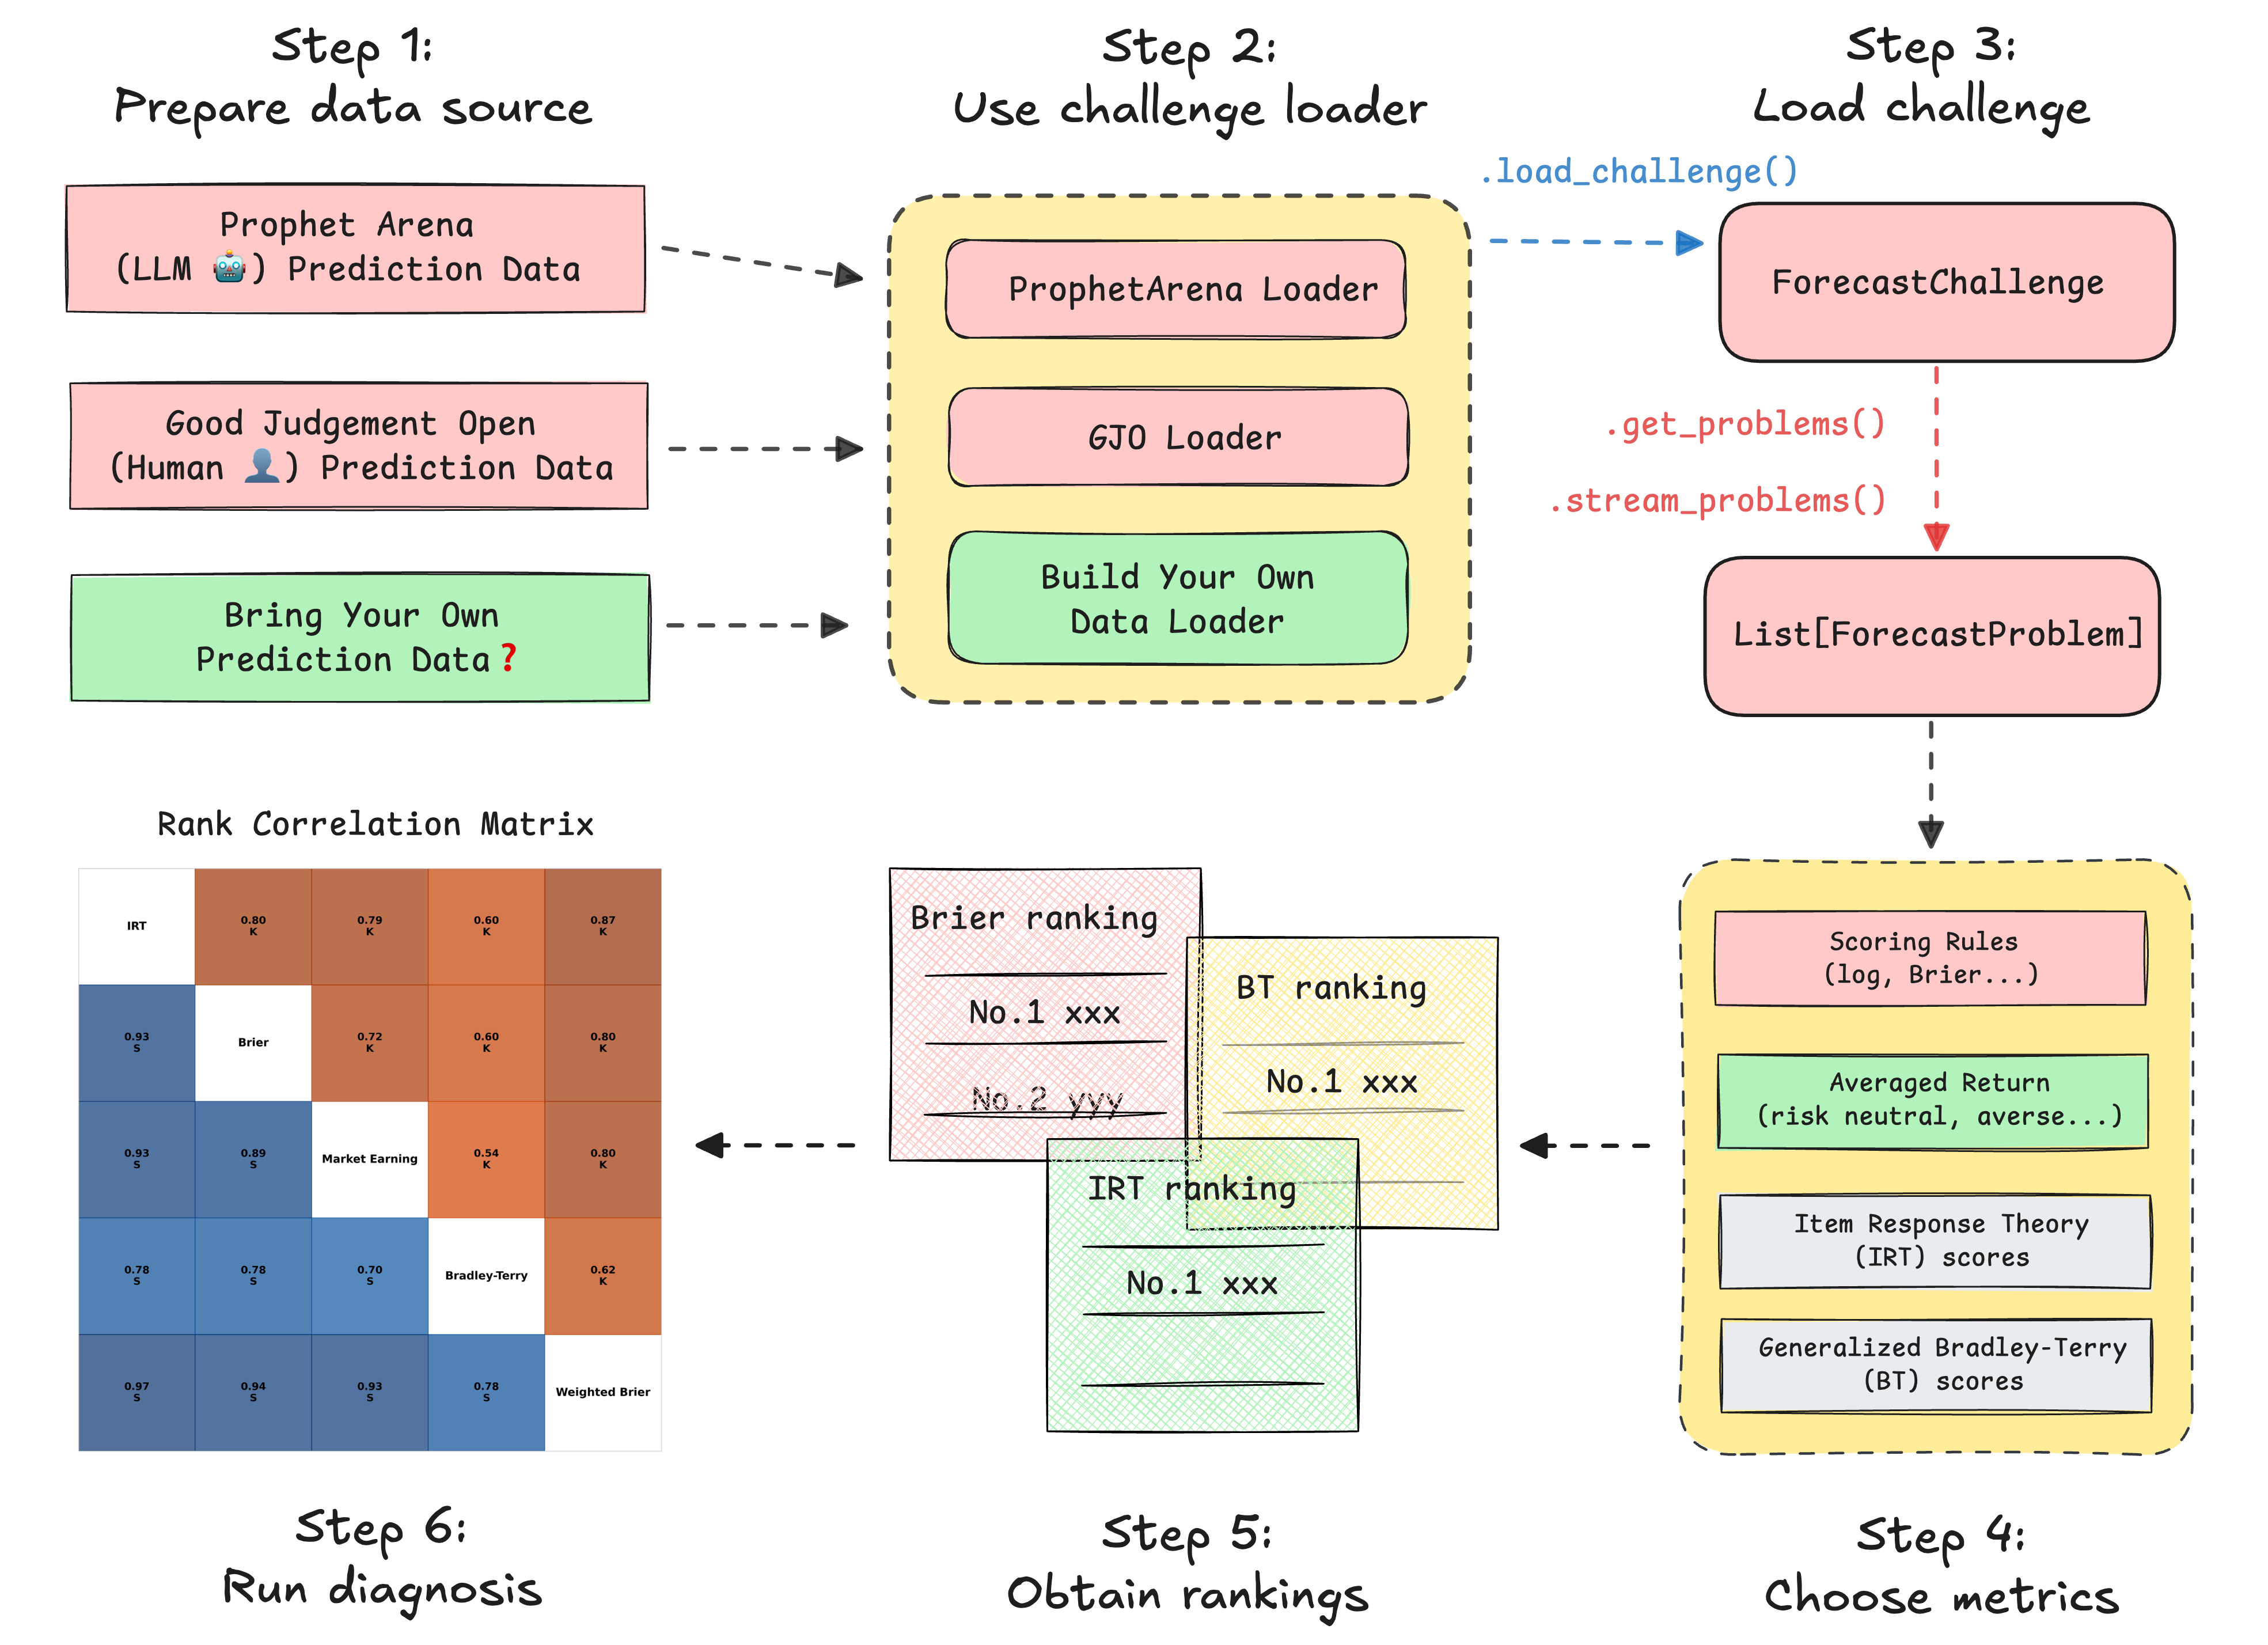 Step 1:
Prepare data source
Step 2:
Use challenge loader
Step 3:
Load challenge
Prophet Arena
(LLM 🤖) Prediction Data
Good Judgement Open
(Human 👤) Prediction Data
Bring Your Own
Prediction Data❓
ProphetArena Loader
GJO Loader
Build Your Own
Data Loader
.load_challenge()
ForecastChallenge
.get_problems()
.stream_problems()
List[ForecastProblem]
Scoring Rules
(log, Brier...)
Averaged Return
(risk neutral, averse...)
Item Response Theory
(IRT) scores
Generalized Bradley-Terry
(BT) scores
Step 4:
Choose metrics
Brier ranking
No.1 xxx
No.2 yyy
BT ranking
No.1 xxx
IRT ranking
No.1 xxx
Step 5:
Obtain rankings
Rank Correlation Matrix
IRT
0.80
K
0.79
K
0.60
K
0.87
K
0.93
S
Brier
0.72
K
0.60
K
0.80
K
0.93
S
0.89
S
Market Earning
0.54
K
0.80
K
0.78
S
0.78
S
0.70
S
Bradley-Terry
0.62
K
0.97
S
0.94
S
0.93
S
0.78
S
Weighted Brier
Step 6:
Run diagnosis